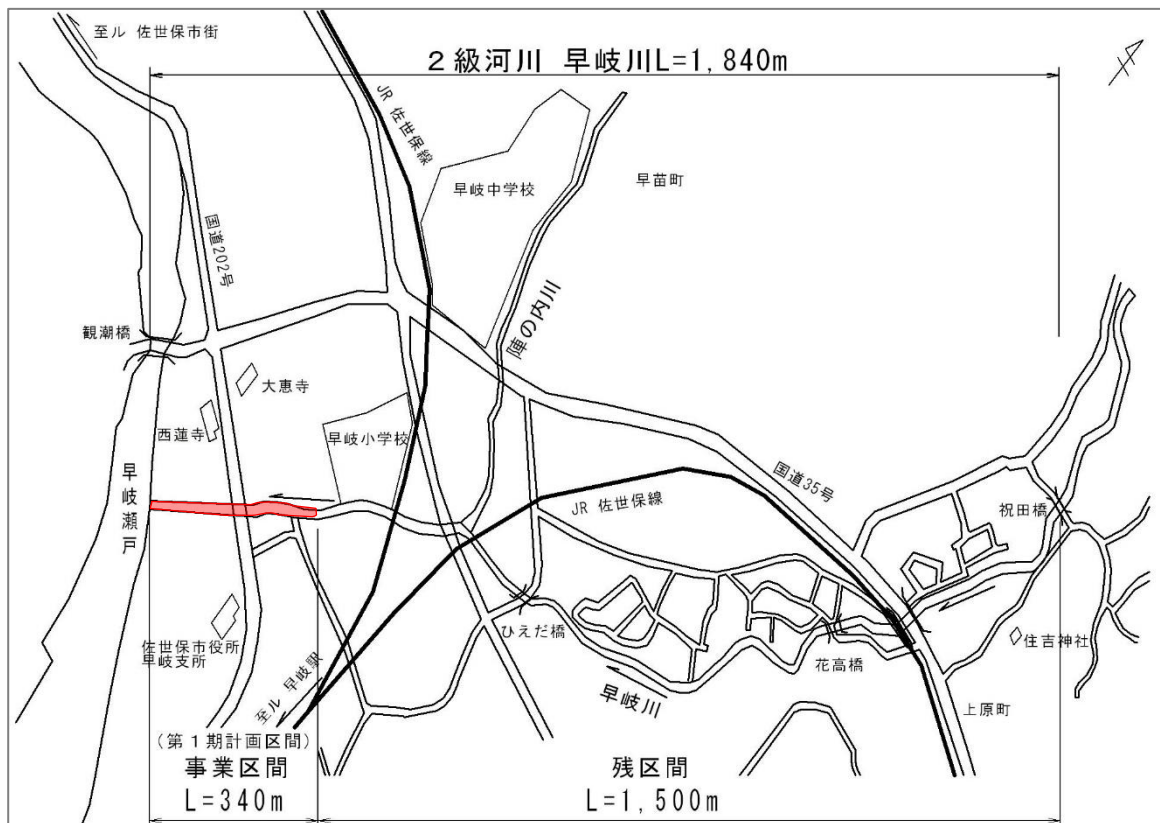 至ル 佐世保市街
２級河川 早岐川L=1,840m
JR 佐世保線
早岐中学校
早苗町
国道202号
陣の内川
観潮橋
大恵寺
西蓮寺
早岐小学校
早岐瀬戸
国道35号
JR 佐世保線
祝田橋
ひえだ橋
佐世保市役所
早岐支所
住吉神社
花高橋
早岐川
至ル 早岐駅
上原町
(第１期計画区間)
事業区間
L=340m
残区間
L=1,500m